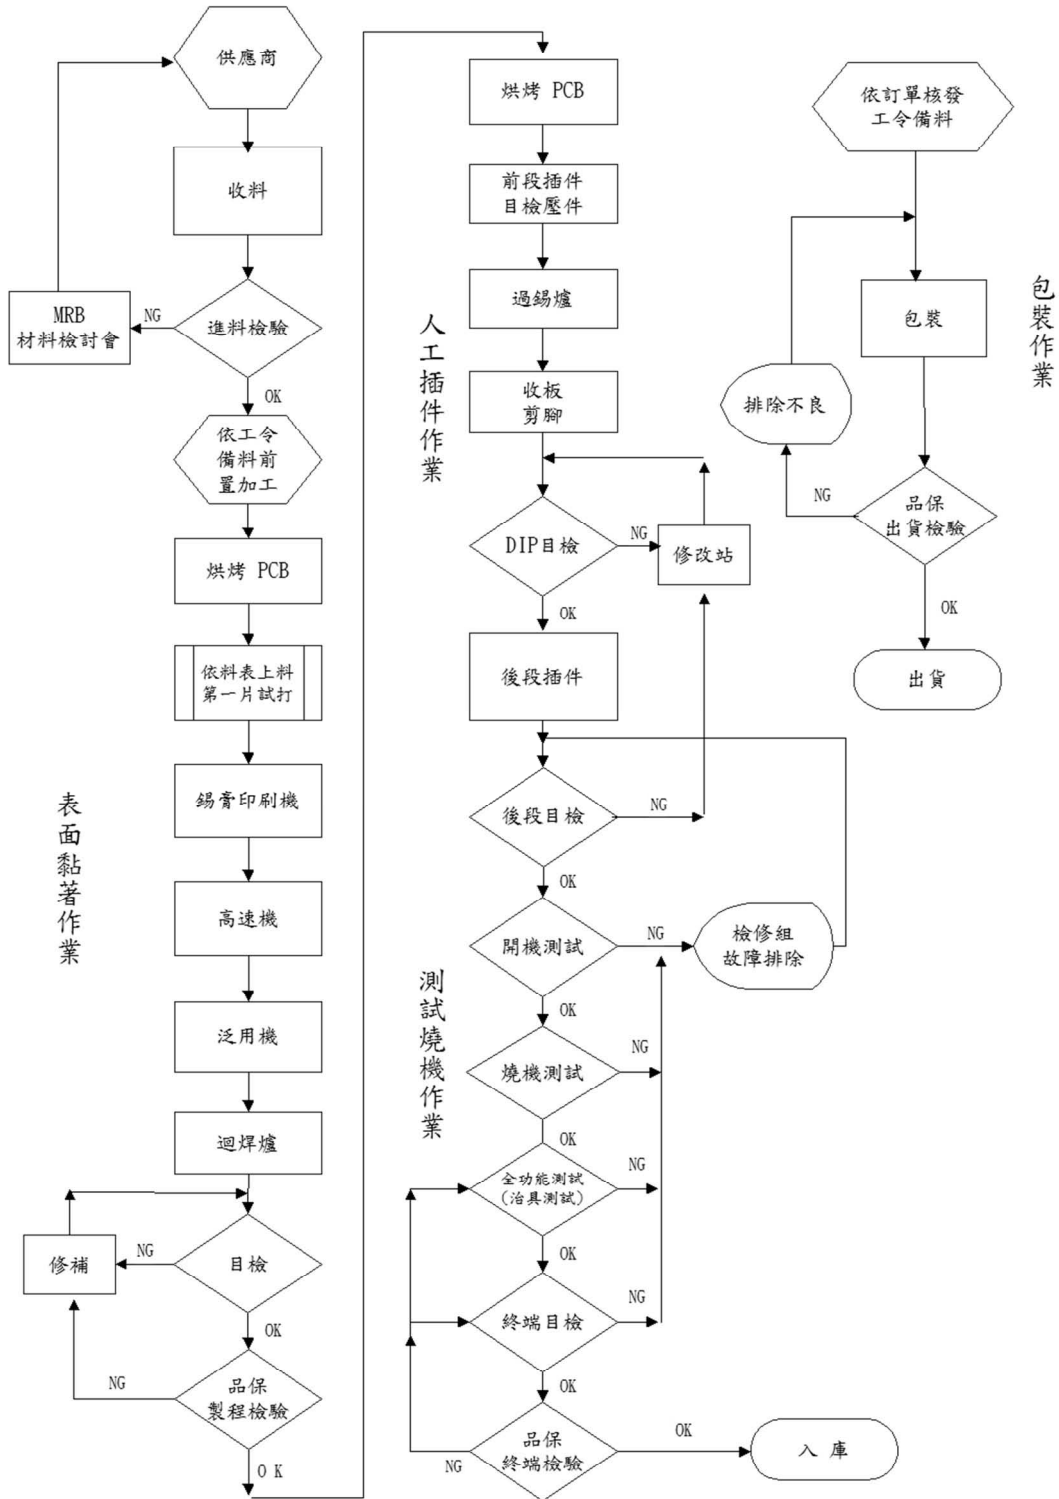 供應商
收料
進料檢驗
NG
MRB
材料檢討會
OK
依工令
備料前
置加工
烘烤 PCB
依料表上料
第一片試打
錫膏印刷機
高速機
泛用機
迴焊爐
目檢
NG
修補
OK
品保
製程檢驗
NG
O K
表面黏著作業
烘烤 PCB
前段插件
目檢壓件
過錫爐
收板
剪腳
DIP目檢
NG
修改站
OK
後段插件
人工插件作業
後段目檢
NG
OK
開機測試
NG
檢修組
故障排除
OK
燒機測試
NG
OK
全功能測試
(治具測試)
NG
OK
終端目檢
NG
OK
品保
終端檢驗
NG
OK
入 庫
測試燒機作業
依訂單核發
工令備料
包裝
排除不良
NG
品保
出貨檢驗
OK
出貨
包裝作業